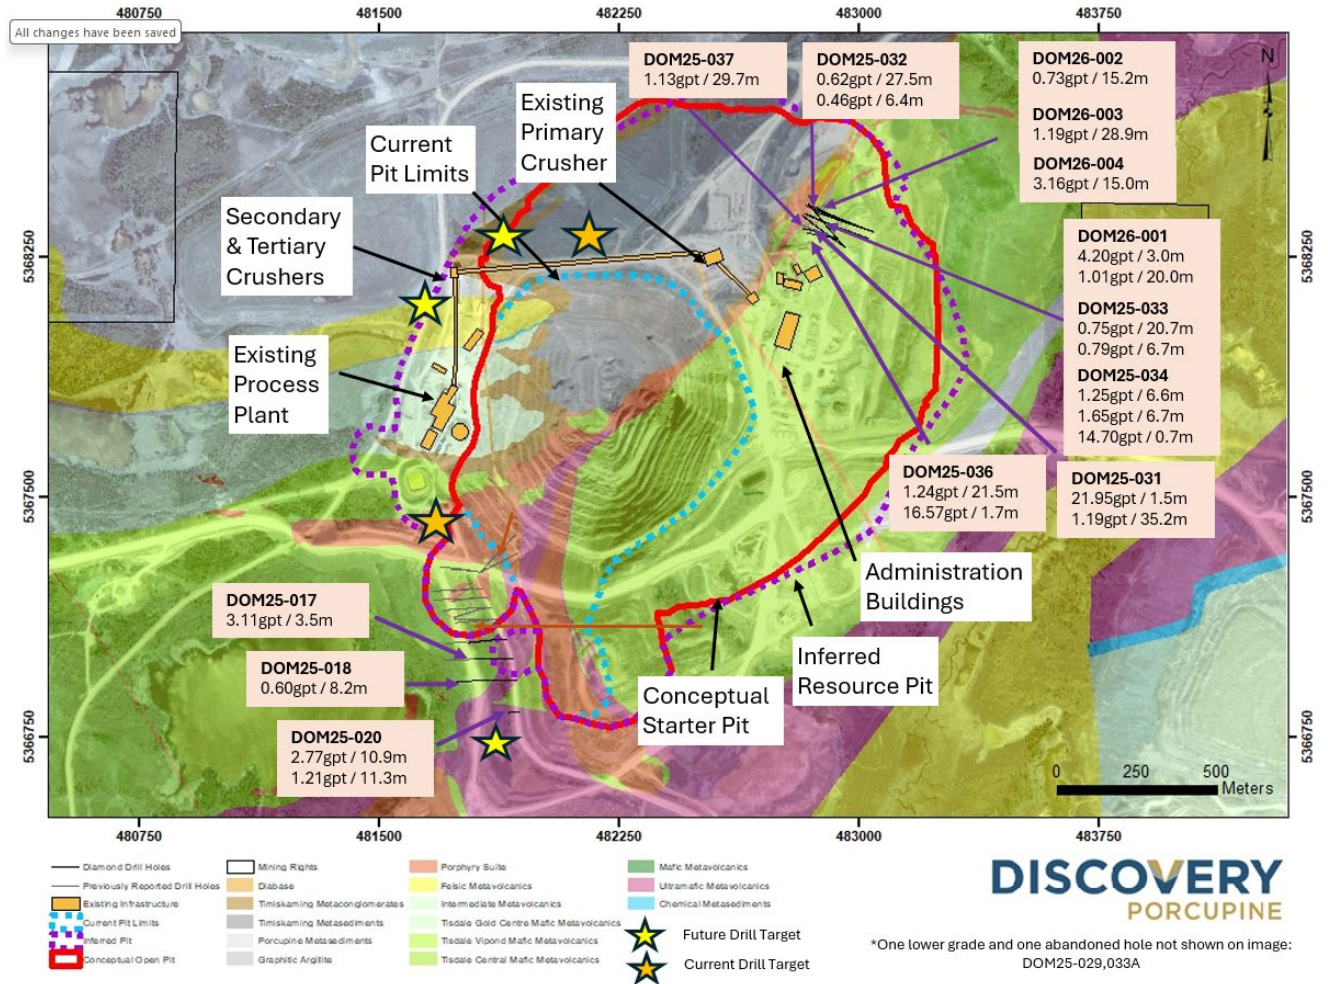 480750
481500
482250
483000
483750
All changes have been saved
N
DOM25-037
1.13gpt / 29.7m
DOM25-032
0.62gpt / 27.5m
0.46gpt / 6.4m
DOM26-002
0.73gpt / 15.2m
DOM26-003
1.19gpt / 28.9m
DOM26-004
3.16gpt / 15.0m
Existing
Primary
Crusher
Current
Pit Limits
Secondary
& Tertiary
Crushers
5368250
5368250
DOM26-001
4.20gpt / 3.0m
1.01gpt / 20.0m
DOM25-033
0.75gpt / 20.7m
0.79gpt / 6.7m
DOM25-034
1.25gpt / 6.6m
1.65gpt / 6.7m
14.70gpt / 0.7m
Existing
Process
Plant
DOM25-036
1.24gpt / 21.5m
16.57gpt / 1.7m
DOM25-031
21.95gpt / 1.5m
1.19gpt / 35.2m
5367500
5367500
Administration
Buildings
DOM25-017
3.11gpt / 3.5m
Inferred
Resource Pit
DOM25-018
0.60gpt / 8.2m
Conceptual
Starter Pit
DOM25-020
2.77gpt / 10.9m
1.21gpt / 11.3m
5366750
5366750
0 250 500
Meters
480750
481500
482250
483000
483750
Diamond Drill Holes
Previously Reported Drill Holes
Existing Infrastructure
Current Pit Limits
Inferred Pit
Conceptual Open Pit
Mining Rights
Diabase
Timiskaming Metaconglomerates
Timiskaming Metasediments
Porcupine Metasediments
Graphitic Argillite
Porphyry Suite
Felsic Metavolcanics
Intermediate Metavolcanics
Tisdale Gold Centre Mafic Metavolcanics
Tisdale Vipond Mafic Metavolcanics
Tisdale Central Mafic Metavolcanics
Mafic Metavolcanics
Ultramafic Metavolcanics
Chemical Metasediments
Future Drill Target
Current Drill Target
DISCOVERY
PORCUPINE
*One lower grade and one abandoned hole not shown on image:
DOM25-029,033A